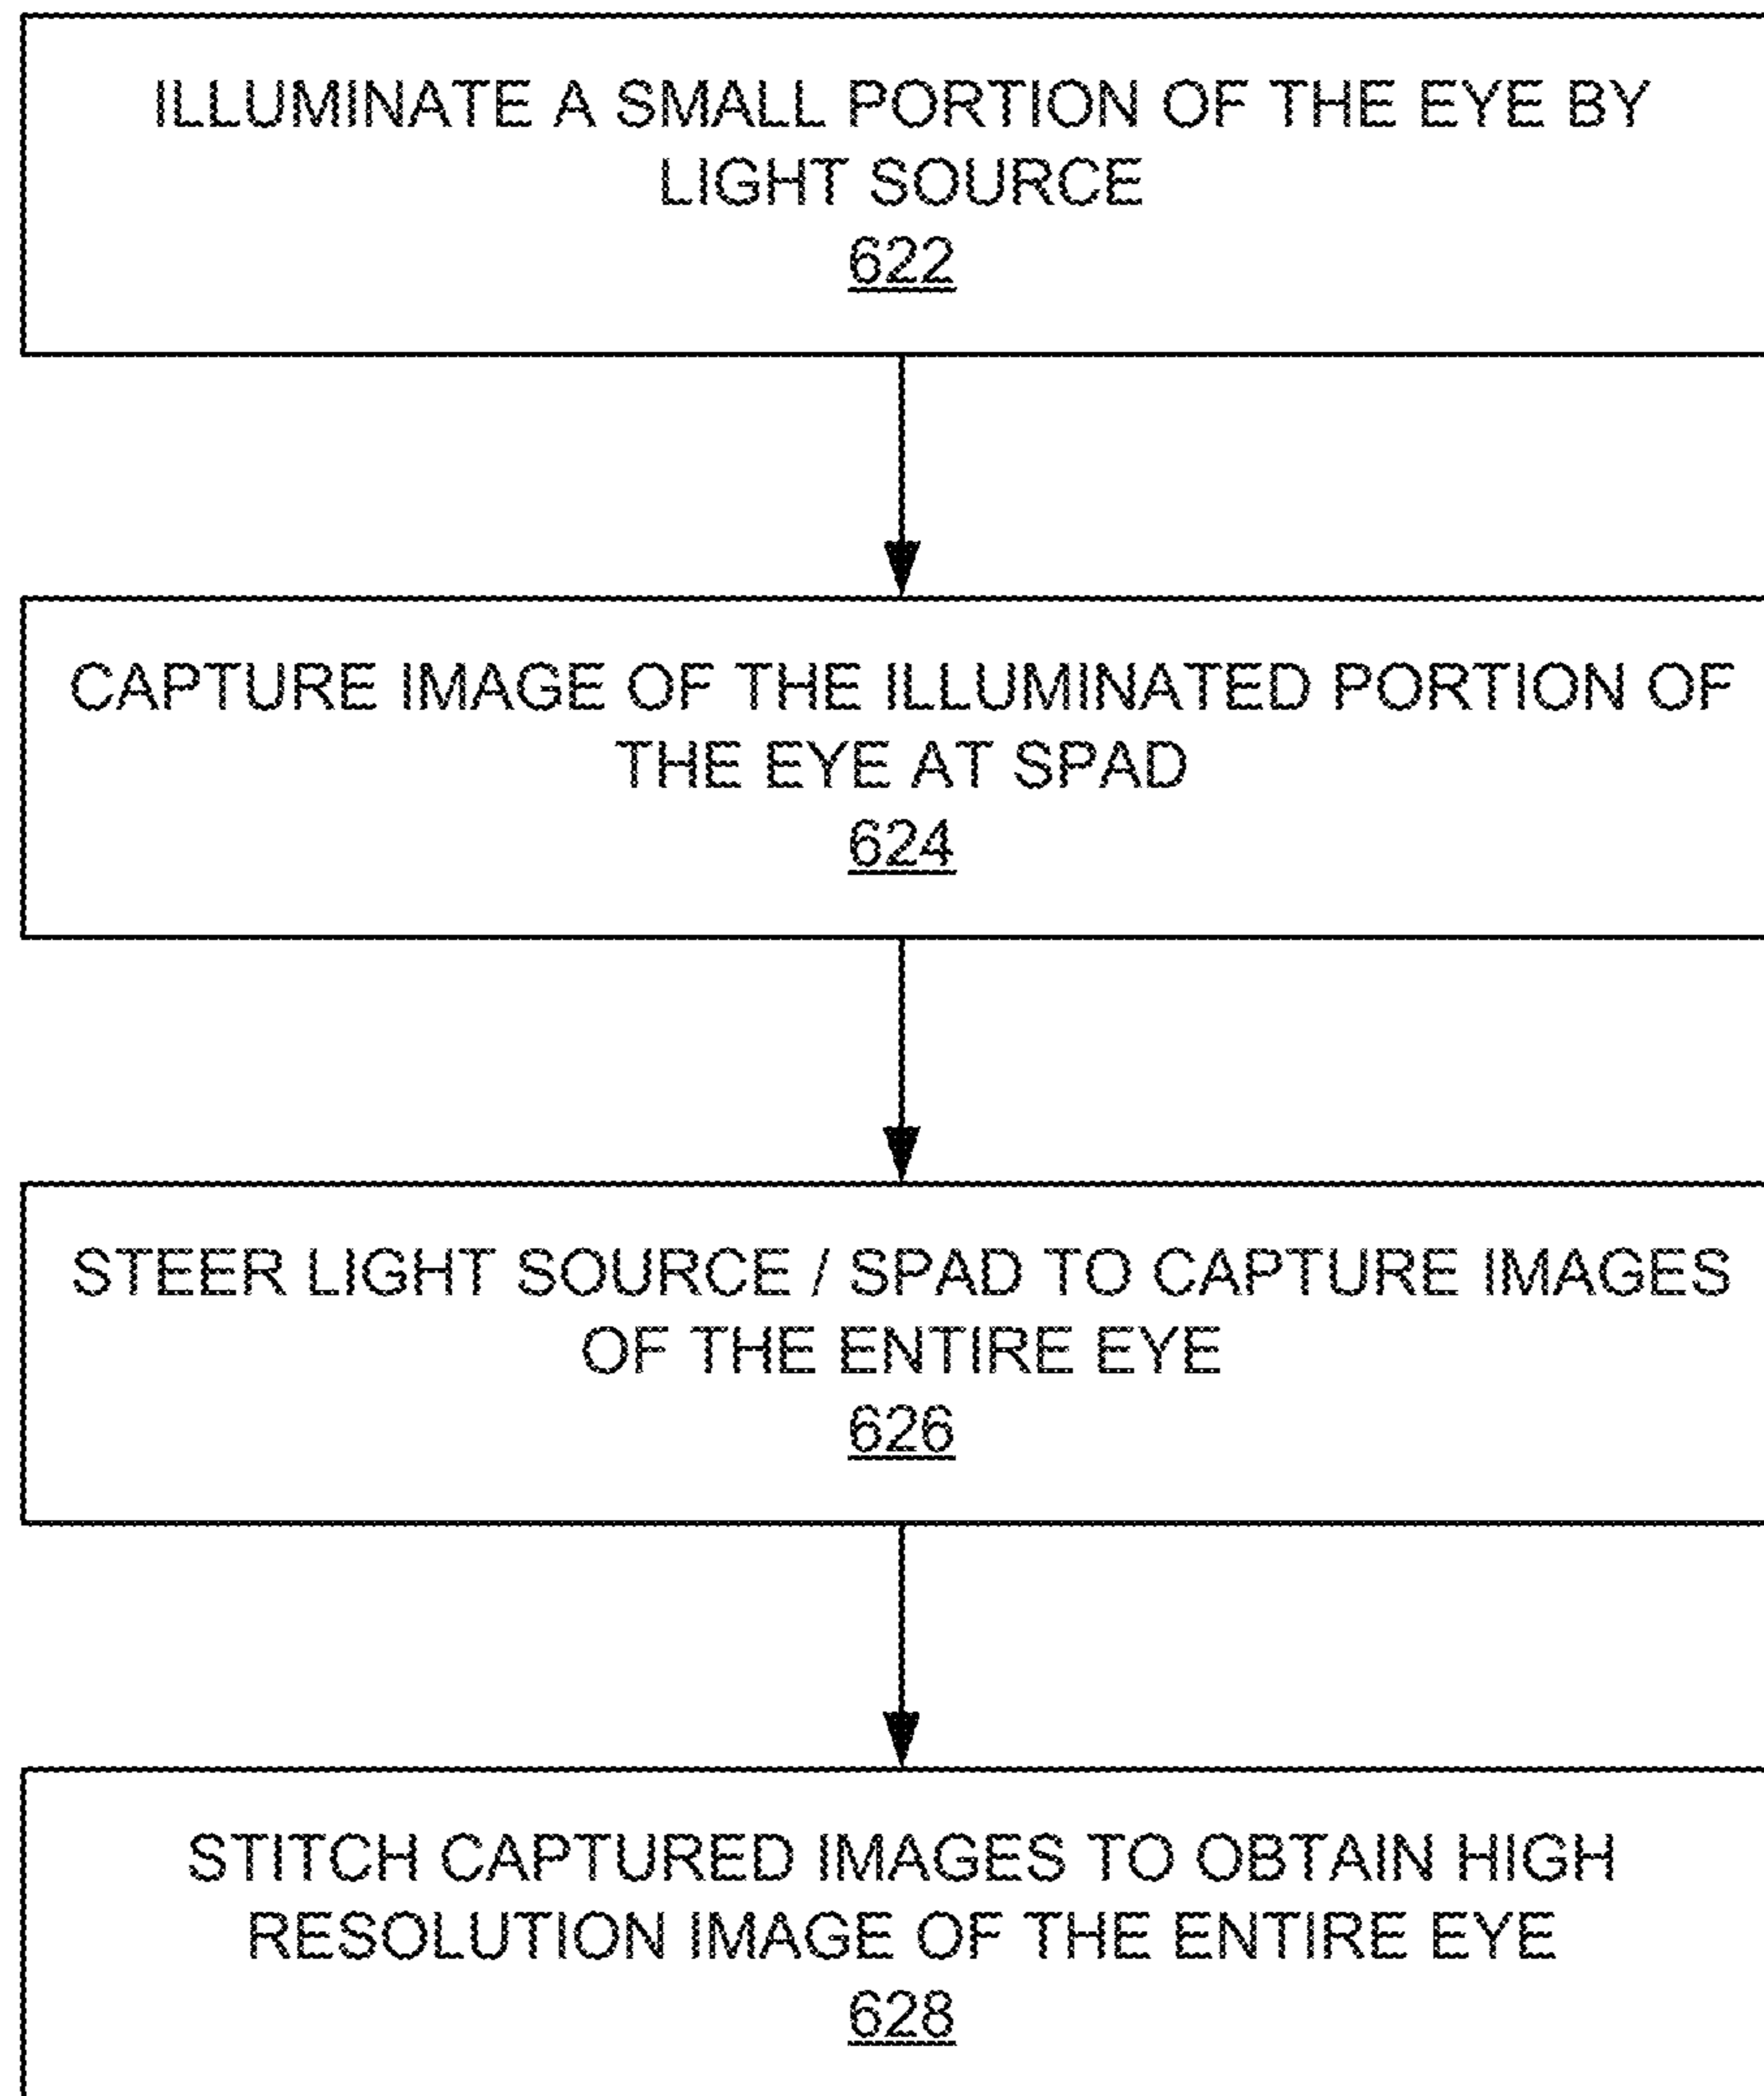 ILLUMINATE A SMALL PORTION OF THE EYE BY
LIGHT SOURCE
622
CAPTURE IMAGE OF THE ILLUMINATED PORTION OF
THE EYE AT SPAD
624
STEER LIGHT SOURCE / SPAD TO CAPTURE IMAGES
OF THE ENTIRE EYE
626
STITCH CAPTURED IMAGES TO OBTAIN HIGH
RESOLUTION IMAGE OF THE ENTIRE EYE
628